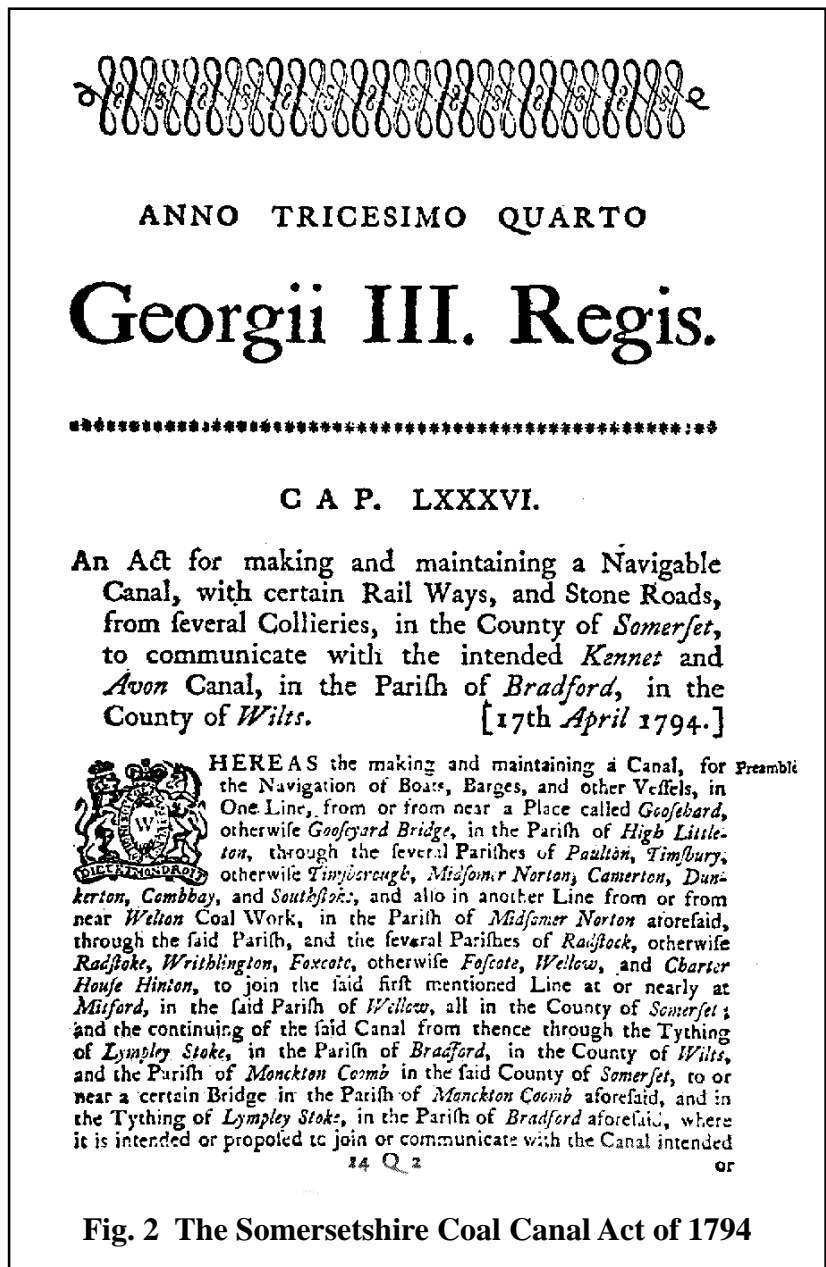 ANNO TRICESIMO QUARTO
Georgii III. Regis.
CAP. LXXXVI.
An Act for making and maintaining a Navigable
Canal, with certain Rail Ways, and Stone Roads,
from ſeveral Collieries, in the County of Somerſet,
to communicate with the intended Kennet and
Avon Canal, in the Pariſh of Bradford, in the
County of Wilts. [17th April 1794.]
WHEREAS the making and maintaining a Canal, for Preamble
the Navigation of Boats, Barges, and other Veſſels, in
One Line, from or from near a Place called Gooſehard,
otherwiſe Gooſeyard Bridge, in the Pariſh of High Little-
ton, through the ſeveral Pariſhes of Paulton, Timſbury,
otherwiſe Midſomer Norton, Camerton, Dun-
DIEU ET MON DROIT
kerton, Combhay, and Southſtoke, and alſo in another Line from or from
near Welton Coal Work, in the Pariſh of Midſomer Norton aforeſaid,
through the ſaid Pariſh, and the ſeveral Pariſhes of Radſtock, otherwiſe
Radſtoke, Writhlington, Foxcote, otherwiſe Foſcote, Wellow, and Charter
Houſe Hinton, to join the ſaid firſt mentioned Line at or nearly at
Mitford, in the ſaid Pariſh of Wellow, all in the County of Somerſet;
and the continuing of the ſaid Canal from thence through the Tything
of Lympley Stoke, in the Pariſh of Bradford, in the County of Wilts,
and the Pariſh of Monckton Coomb in the ſaid County of Somerſet, to or
near a certain Bridge in the Pariſh of Monckton Coomb aforeſaid, and in
the Tything of Lympley Stoke, in the Pariſh of Bradford aforeſaid, where
it is intended or propoſed to join or communicate with the Canal intended
14 Q 2 or
Fig. 2 The Somersetshire Coal Canal Act of 1794